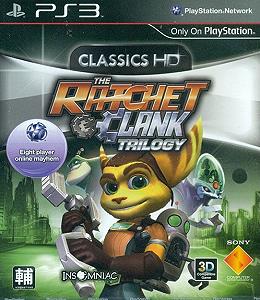 PS3
PlayStation Network
Only On PlayStation
CLASSICS HD
THE
RATCHET
CLANK
TRILOGY
Eight player
online mayhem
輔
INSOMNIAC
3D
SONY
COMPUTER